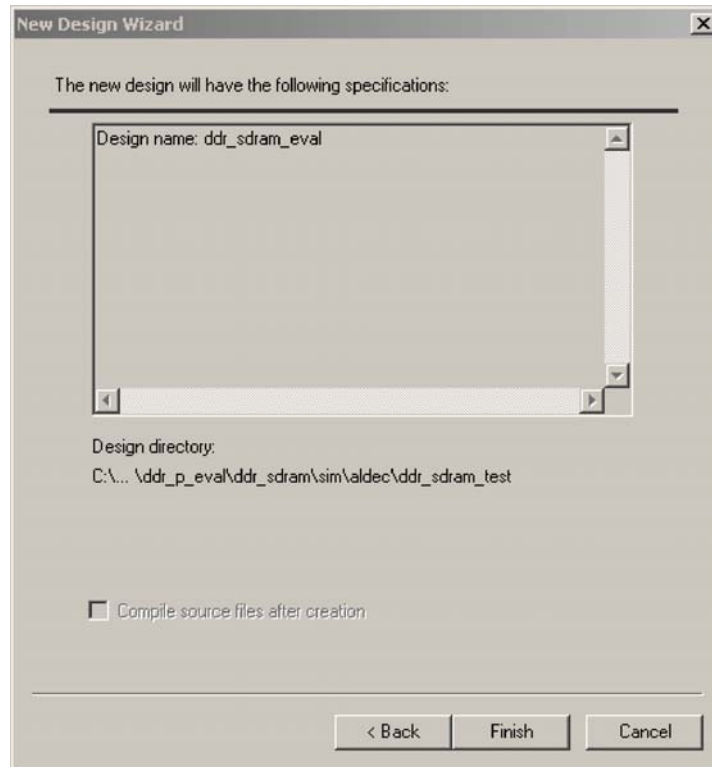 New Design Wizard
The new design will have the following specifications:
Design name: ddr_sdram_eval
Design directory:
C:\... \ddr_p_eval\ddr_sdram\sim\aldec\ddr_sdram_test
Compile source files after creation
< Back
Finish
Cancel